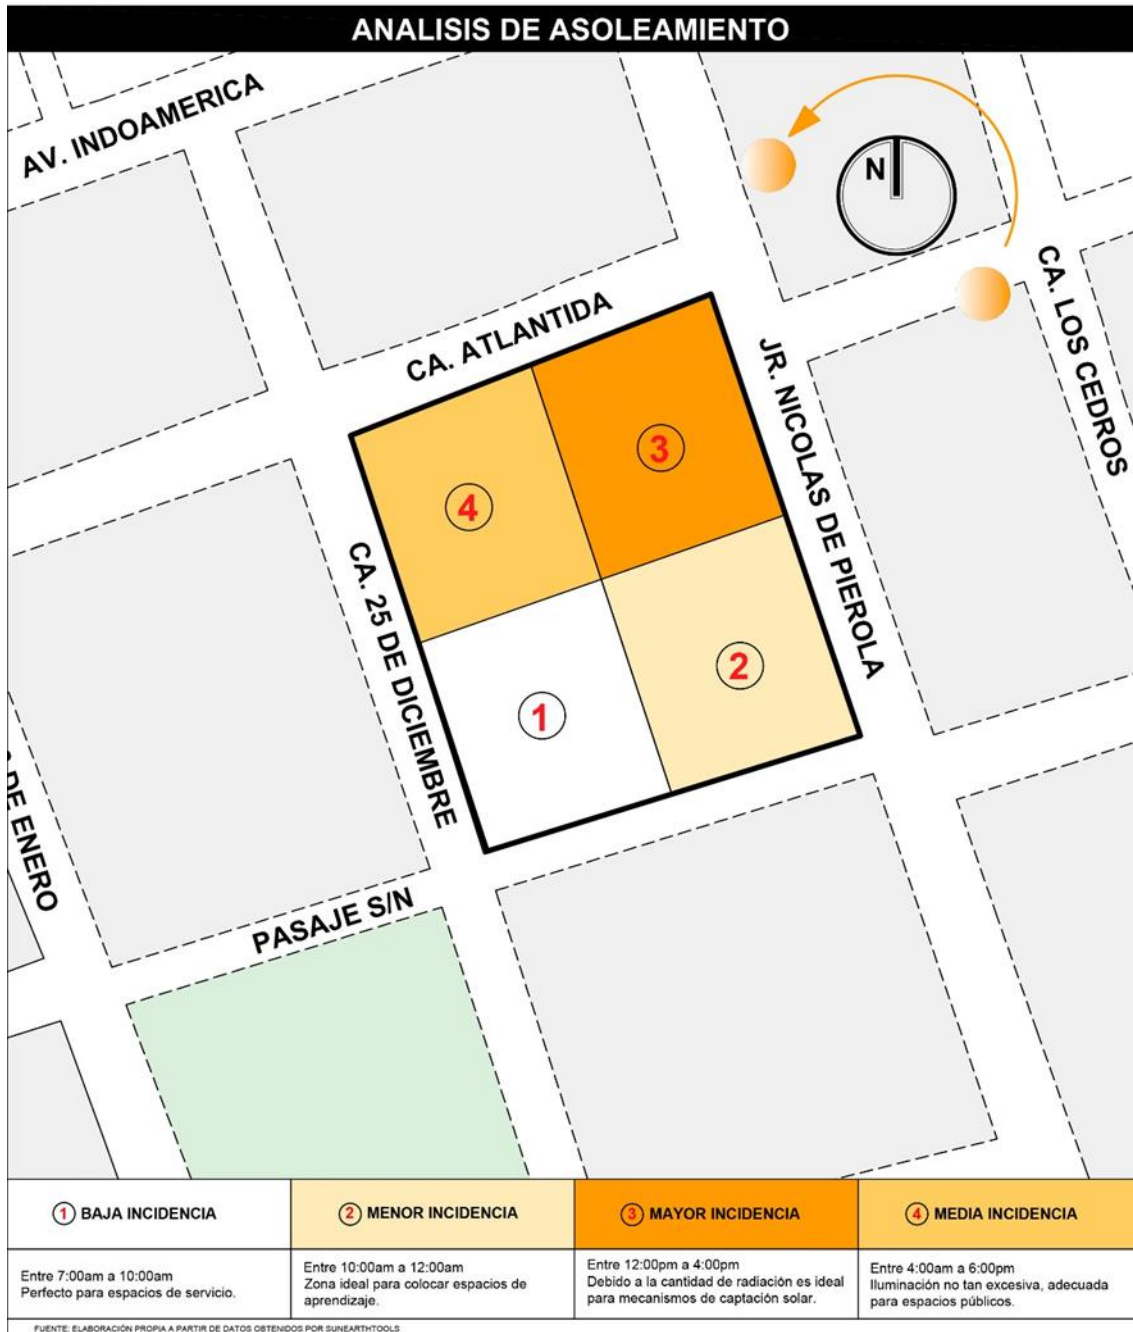 ANALISIS DE ASOLEAMIENTO
AV. INDOAMERICA
N
CA. ATLANTIDA
CA. LOS CEDROS
JR. NICOLAS DE PIEROLA
3
4
CA. 25 DE DICIEMBRE
2
1
DE ENERO
PASAJE S/N
1 BAJA INCIDENCIA
Entre 7:00am a 10:00am
Perfecto para espacios de servicio.
2 MENOR INCIDENCIA
Entre 10:00am a 12:00am
Zona ideal para colocar espacios de
aprendizaje.
3 MAYOR INCIDENCIA
Entre 12:00pm a 4:00pm
Debido a la cantidad de radiación es ideal
para mecanismos de captación solar.
4 MEDIA INCIDENCIA
Entre 4:00am a 6:00pm
Iluminación no tan excesiva, adecuada
para espacios públicos.
FUENTE: ELABORACIÓN PROPIA A PARTIR DE DATOS OBTENIDOS POR SUNEARTHTOOLS